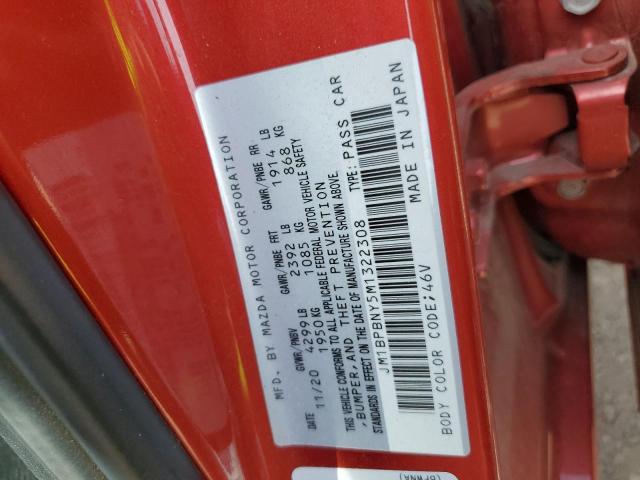 MFD. BY MAZDA MOTOR CORPORATION
DATE GVWR/PNBV GAWR/PNBE FRT GAWR/PNBE RR
11/20 4299 LB 2392 LB 1914 LB
1950 KG 1085 KG 868 KG
THIS VEHICLE CONFORMS TO ALL APPLICABLE FEDERAL MOTOR VEHICLE SAFETY
, BUMPER, AND THEFT PREVENTION
STANDARDS IN EFFECT ON THE DATE OF MANUFACTURE SHOWN ABOVE.
JM1BPBNY5M1322308 TYPE: PASS CAR
BODY COLOR CODE;46V MADE IN JAPAN